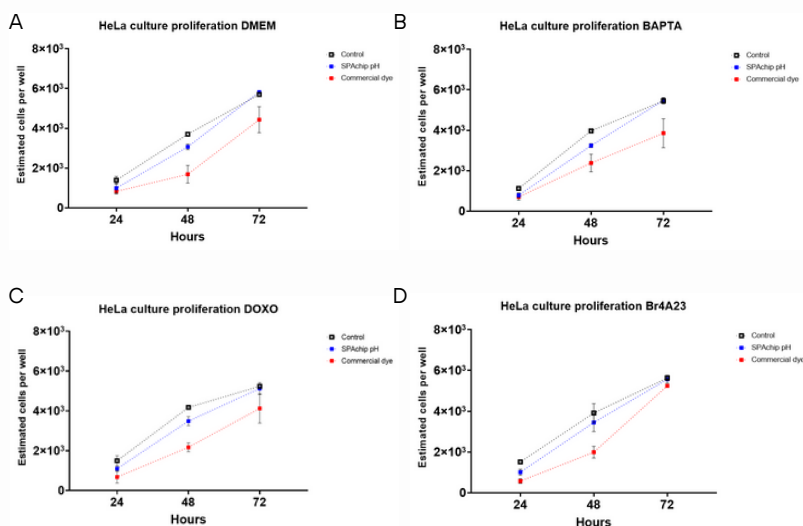 A
HeLa culture proliferation DMEM
Estimated cells per well
8×10³
6×10³
4×10³
2×10³
0
24
48
72
Hours
Control
SPAchip pH
Commercial dye
B
HeLa culture proliferation BAPTA
Estimated cells per well
8×10³
6×10³
4×10³
2×10³
0
24
48
72
Hours
Control
SPAchip pH
Commercial dye
C
HeLa culture proliferation DOXO
Estimated cells per well
8×10³
6×10³
4×10³
2×10³
0
24
48
72
Hours
Control
SPAchip pH
Commercial dye
D
HeLa culture proliferation Br4A23
Estimated cells per well
8×10³
6×10³
4×10³
2×10³
0
24
48
72
Hours
Control
SPAchip pH
Commercial dye